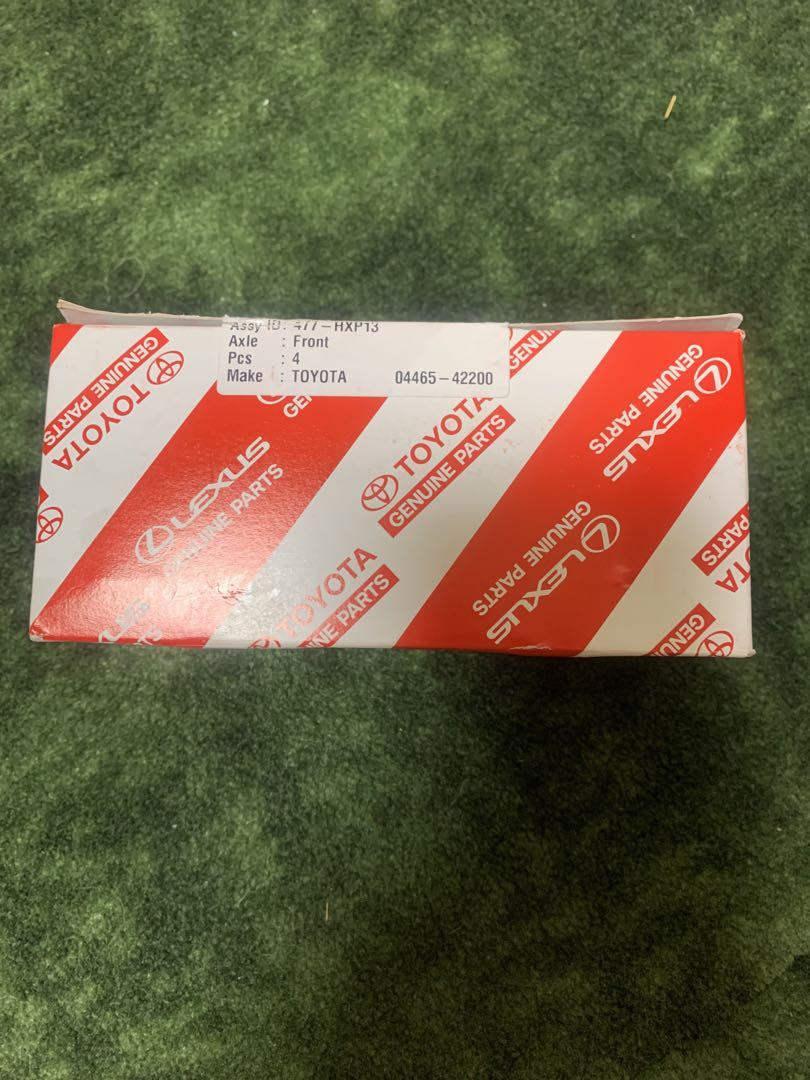 Assy ID: 477-HXP13
Axle : Front
Pcs : 4
Make : TOYOTA 04465-42200
TOYOTA
GENUINE PARTS
LEXUS
GENUINE PARTS
TOYOTA
GENUINE PARTS
LEXUS
GENUINE PARTS
TOYOTA
GENUINE PARTS
LEXUS
GENUINE PARTS